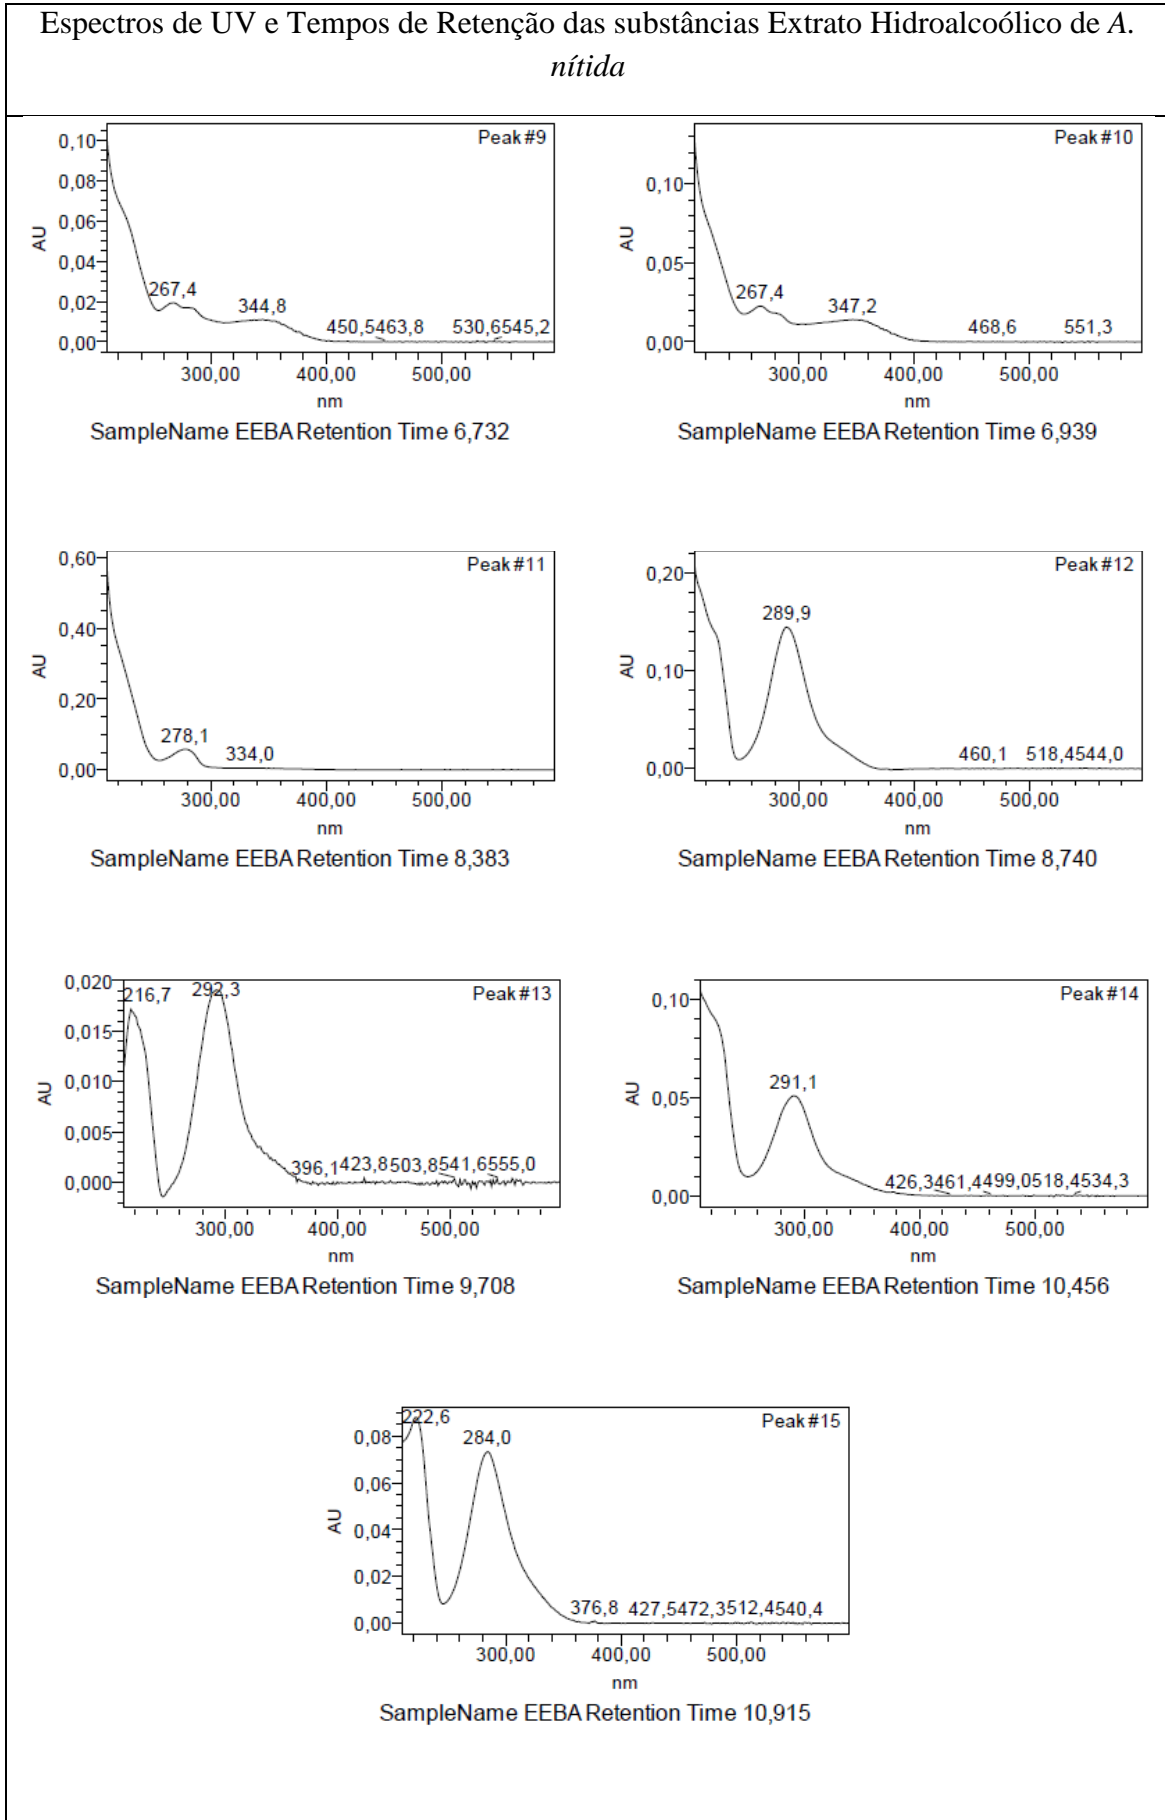 Espectros de UV e Tempos de Retenção das substâncias Extrato Hidroalcoólico de A.
nítida
Peak #9
0,10
0,08
0,06
0,04
0,02
0,00
AU
267,4
344,8
450,5463,8
530,6545,2
300,00
400,00
500,00
nm
SampleName EEBA Retention Time 6,732
Peak #10
0,10
0,05
0,00
AU
267,4
347,2
468,6
551,3
300,00
400,00
500,00
nm
SampleName EEBA Retention Time 6,939
Peak #11
0,60
0,40
0,20
0,00
AU
278,1
334,0
300,00
400,00
500,00
nm
SampleName EEBA Retention Time 8,383
Peak #12
0,20
0,10
0,00
AU
289,9
460,1
518,4544,0
300,00
400,00
500,00
nm
SampleName EEBA Retention Time 8,740
Peak #13
0,020
0,015
0,010
0,005
0,000
AU
216,7
292,3
396,1
423,8
503,8541,6555,0
300,00
400,00
500,00
nm
SampleName EEBA Retention Time 9,708
Peak #14
0,10
0,05
0,00
AU
291,1
426,3461,4499,0518,4534,3
300,00
400,00
500,00
nm
SampleName EEBA Retention Time 10,456
Peak #15
0,08
0,06
0,04
0,02
0,00
AU
222,6
284,0
376,8
427,5472,3512,4540,4
300,00
400,00
500,00
nm
SampleName EEBA Retention Time 10,915